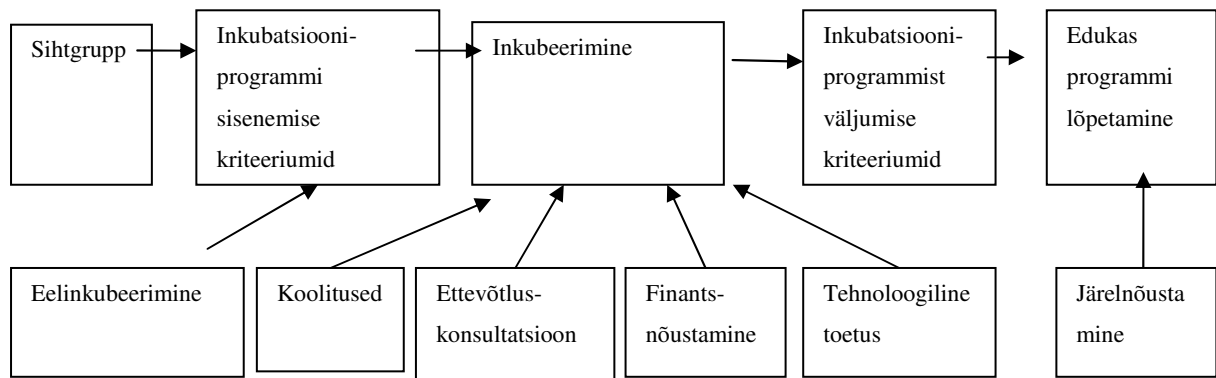 Sihtgrupp
Inkubatsiooni-
programmi
sisenemise
kriteeriumid
Inkubeerimine
Inkubatsiooni-
programmist
väljumise
kriteeriumid
Edukas
programmi
lõpetamine
Eelinkubeerimine
Koolitused
Ettevõtlus-
konsultatsioon
Finants-
nõustamine
Tehnoloogiline
toetus
Järelnõusta
mine